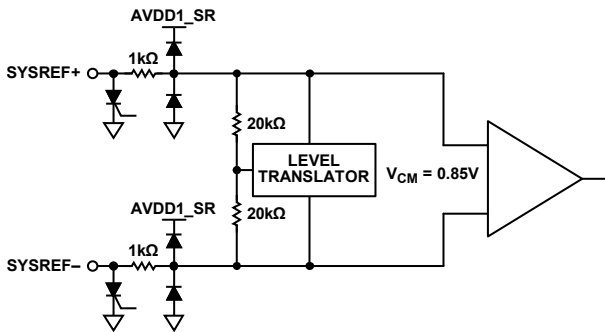 AVDD1_SR
1kΩ
SYSREF+
20kΩ
LEVEL
TRANSLATOR
VCM = 0.85V
20kΩ
AVDD1_SR
1kΩ
SYSREF–